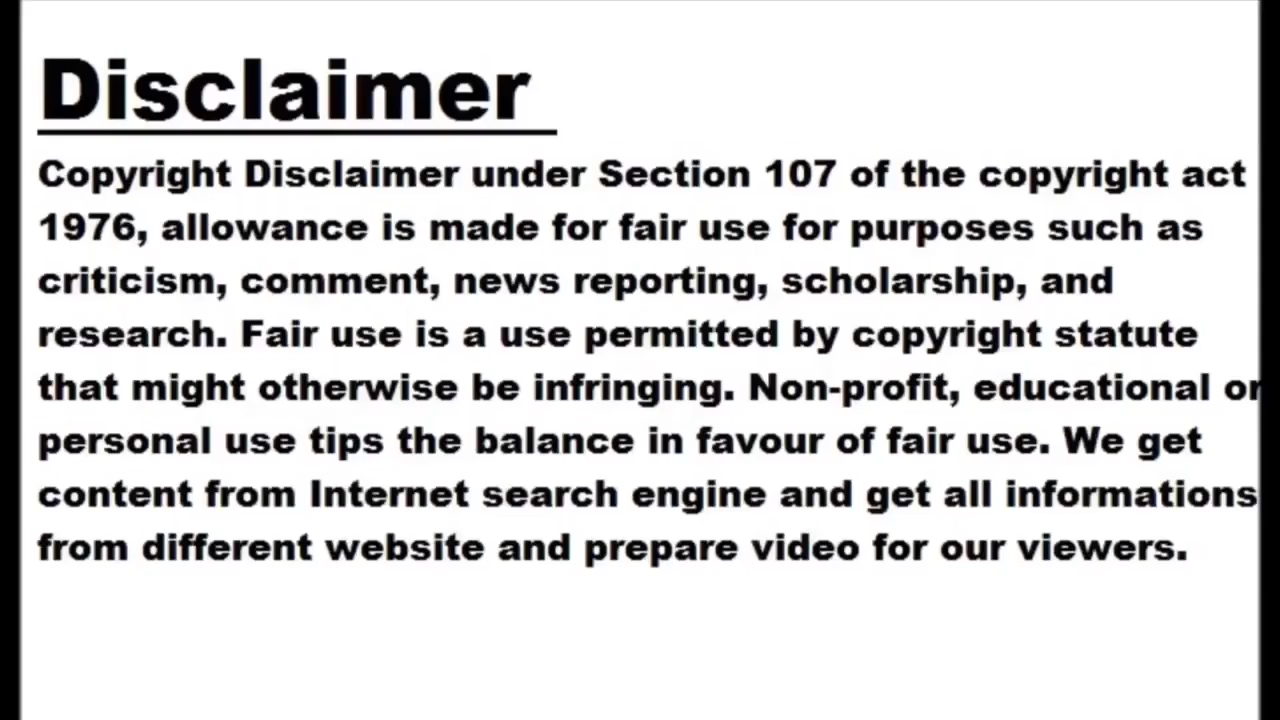 Disclaimer
Copyright Disclaimer under Section 107 of the copyright act
1976, allowance is made for fair use for purposes such as
criticism, comment, news reporting, scholarship, and
research. Fair use is a use permitted by copyright statute
that might otherwise be infringing. Non-profit, educational or
personal use tips the balance in favour of fair use. We get
content from Internet search engine and get all informations
from different website and prepare video for our viewers.